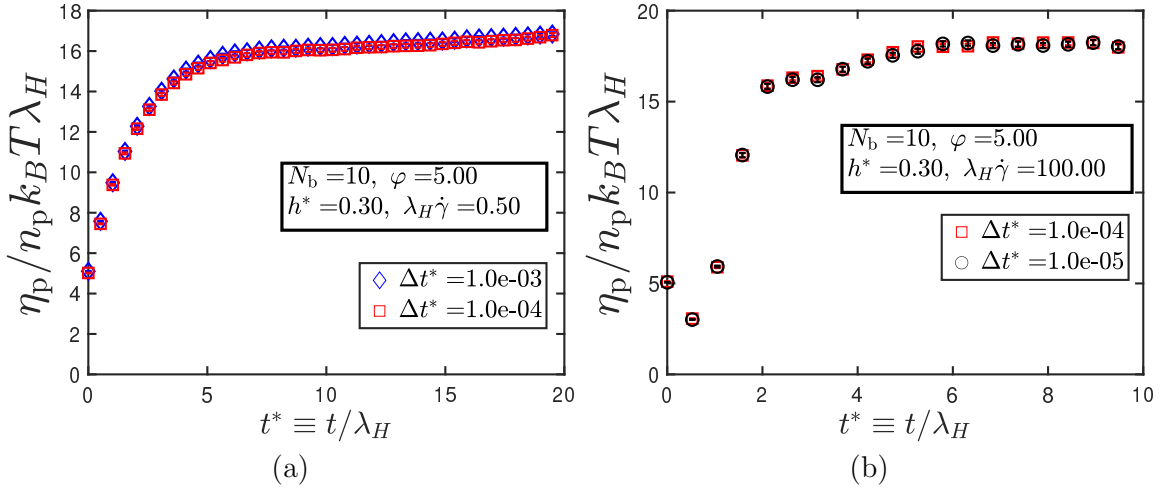 η_p/n_p k_B T λ_H
18
16
14
12
10
8
6
4
2
0
0 5 10 15 20
t* ≡ t/λ_H
N_b =10, φ =5.00
h* =0.30, λ_H γ̇ =0.50
Δt* =1.0e-03
Δt* =1.0e-04
(a)
η_p/n_p k_B T λ_H
20
15
10
5
0
0 2 4 6 8 10
t* ≡ t/λ_H
N_b =10, φ =5.00
h* =0.30, λ_H γ̇ =100.00
Δt* =1.0e-04
Δt* =1.0e-05
(b)